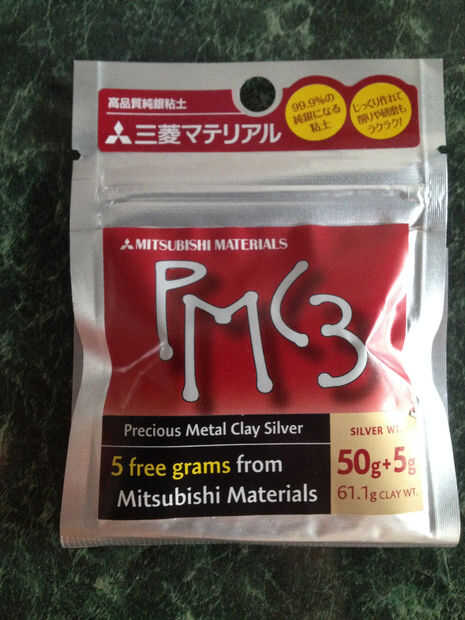 高品質純銀粘土
三菱マテリアル
99.9%の
純銀になる
粘土
じっくり作れて
削りや研磨も
ラクラク!
MITSUBISHI MATERIALS
PMC3
Precious Metal Clay Silver
5 free grams from
Mitsubishi Materials
SILVER
50g+5g
61.1g CLAY WT.